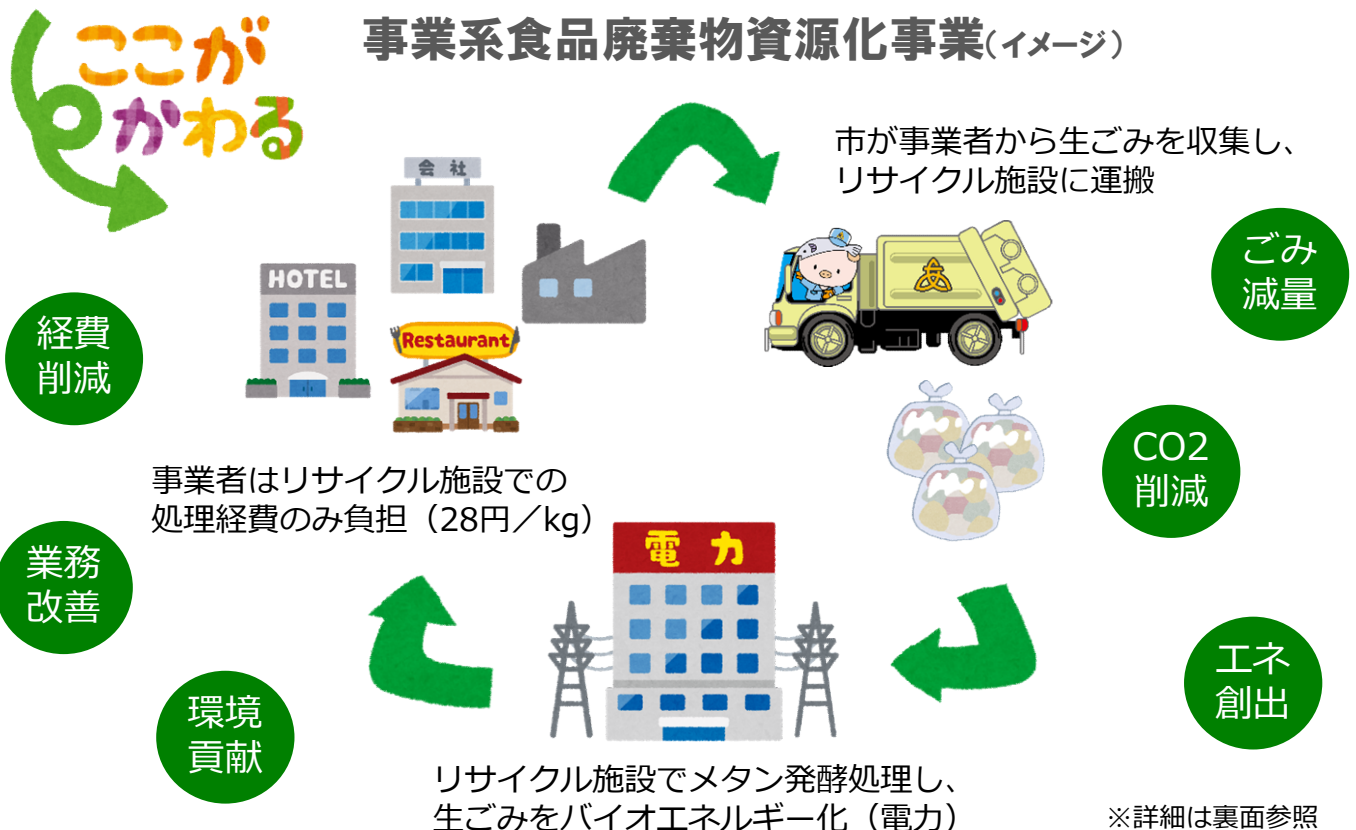 ここが
かわる
事業系食品廃棄物資源化事業(イメージ)
市が事業者から生ごみを収集し、
リサイクル施設に運搬
会社
HOTEL
Restaurant
ごみ
減量
経費
削減
CO2
削減
事業者はリサイクル施設での
処理経費のみ負担（28円／kg）
電力
業務
改善
エネ
創出
環境
貢献
リサイクル施設でメタン発酵処理し、
生ごみをバイオエネルギー化（電力）
※詳細は裏面参照